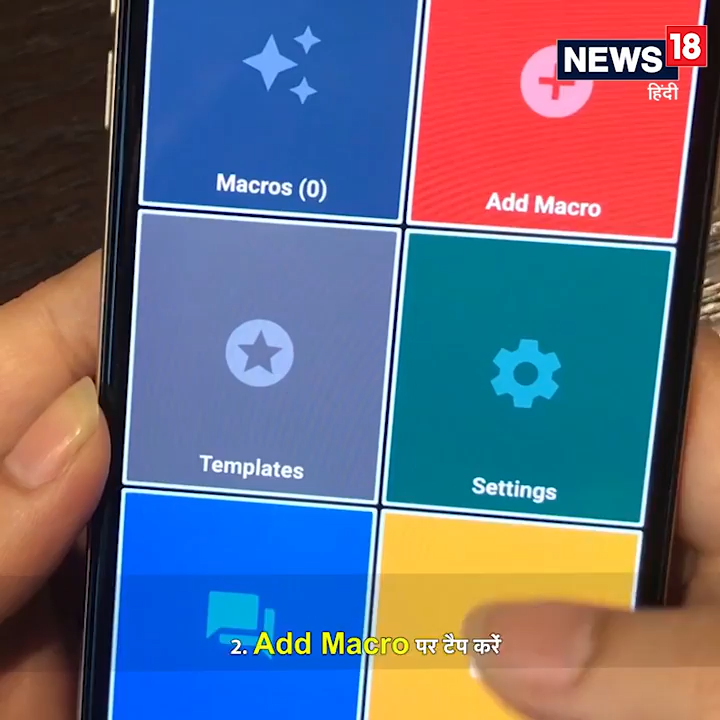 NEWS 18
हिंदी
Macros (0)
Add Macro
Templates
Settings
2. Add Macro पर टैप करें